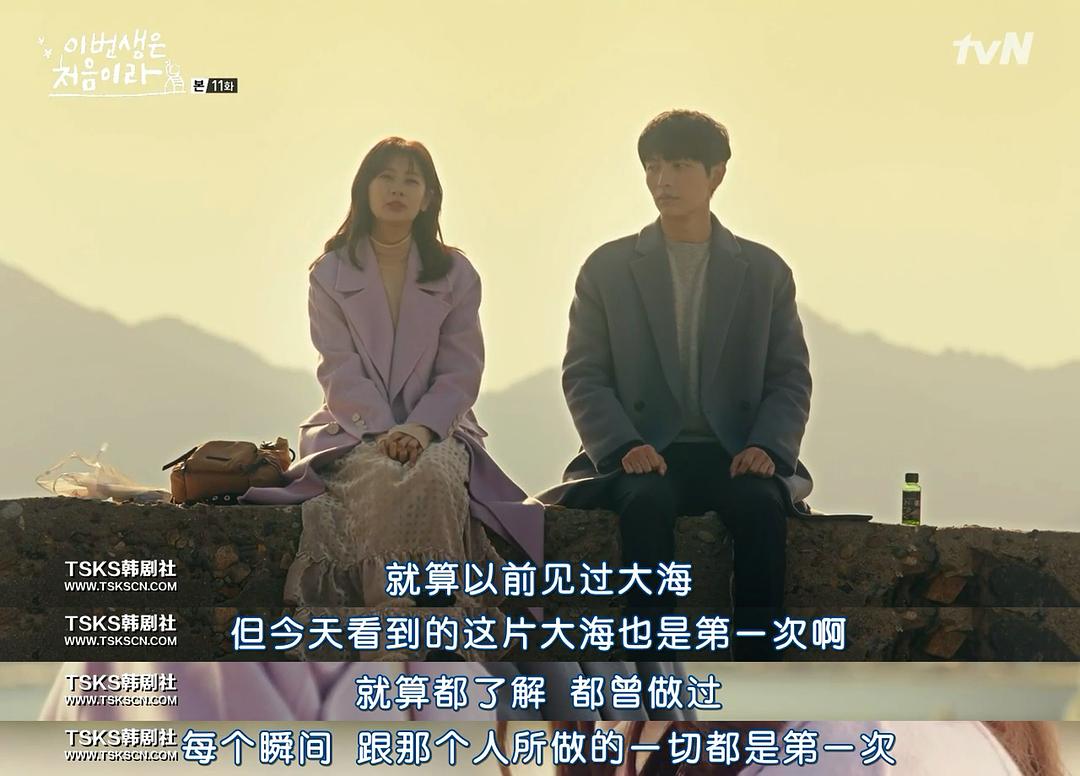 이번생은
처음이라
본 11화
tvN
TSKS韩剧社
WWW.TSKSCN.COM
就算以前见过大海
TSKS韩剧社
WWW.TSKSCN.COM
但今天看到的这片大海也是第一次啊
TSKS韩剧社
WWW.TSKSCN.COM
就算都了解 都曾做过
TSKS韩剧社
WWW.TSKSCN.COM
每个瞬间 跟那个人所做的一切都是第一次